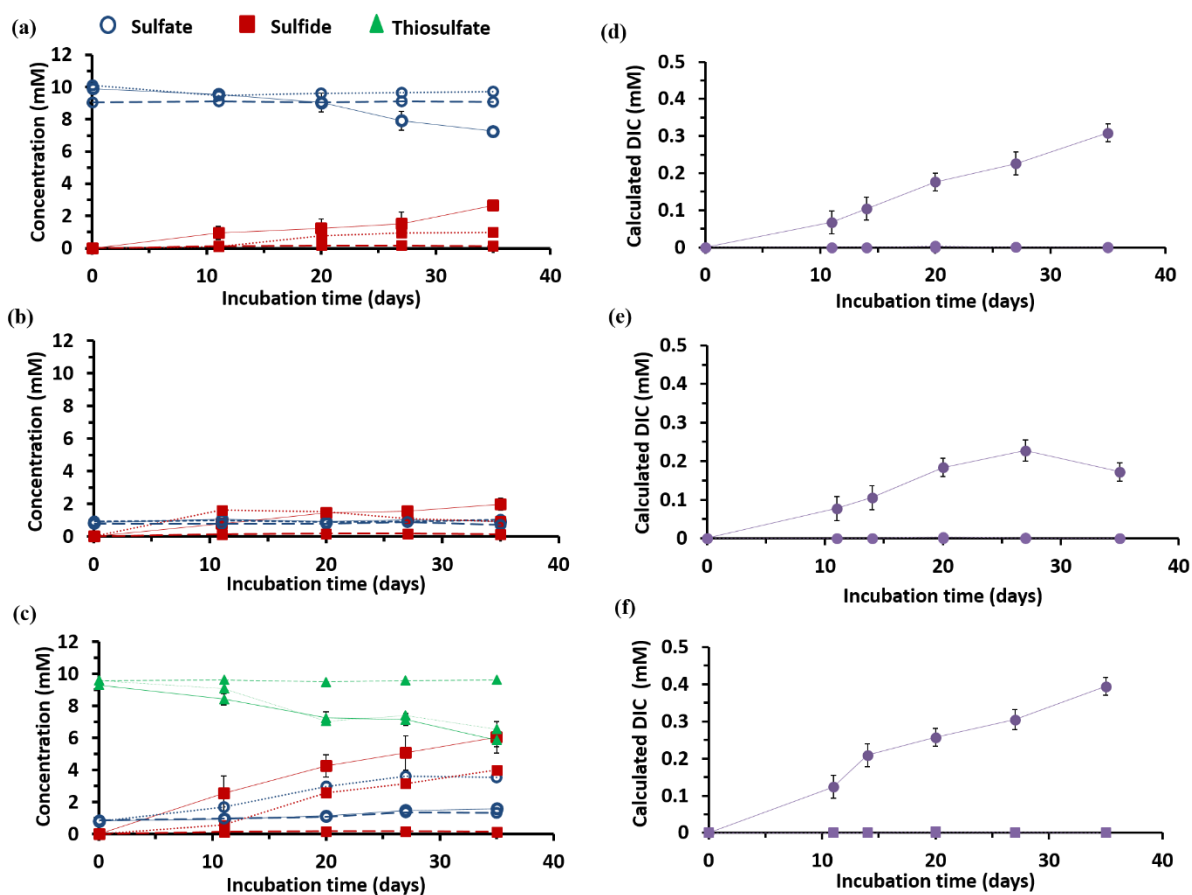 (a) Sulfate Sulfide Thiosulfate
Concentration (mM)
12
10
8
6
4
2
0
0 10 20 30 40
Incubation time (days)
(d)
Calculated DIC (mM)
0.5
0.4
0.3
0.2
0.1
0
0 10 20 30 40
Incubation time (days)
(b)
Concentration (mM)
12
10
8
6
4
2
0
0 10 20 30 40
Incubation time (days)
(e)
Calculated DIC (mM)
0.5
0.4
0.3
0.2
0.1
0
0 10 20 30 40
Incubation time (days)
(c)
Concentration (mM)
12
10
8
6
4
2
0
0 10 20 30 40
Incubation time (days)
(f)
Calculated DIC (mM)
0.5
0.4
0.3
0.2
0.1
0
0 10 20 30 40
Incubation time (days)